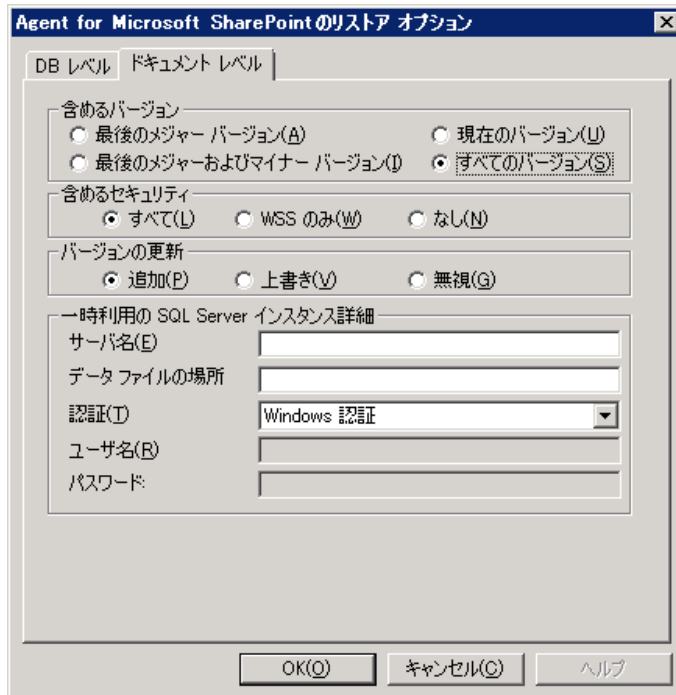 Agent for Microsoft SharePointのリストア オプション
DB レベル ドキュメント レベル
含めるバージョン
最後のメジャー バージョン(A) 現在のバージョン(U)
最後のメジャーおよびマイナー バージョン(I) すべてのバージョン(S)
含めるセキュリティ
すべて(L) WSS のみ(W) なし(N)
バージョンの更新
追加(P) 上書き(V) 無視(G)
一時利用の SQL Server インスタンス詳細
サーバ名(E)
データ ファイルの場所
認証(T) Windows 認証
ユーザ名(R)
パスワード:
OK(O) キャンセル(C) ヘルプ